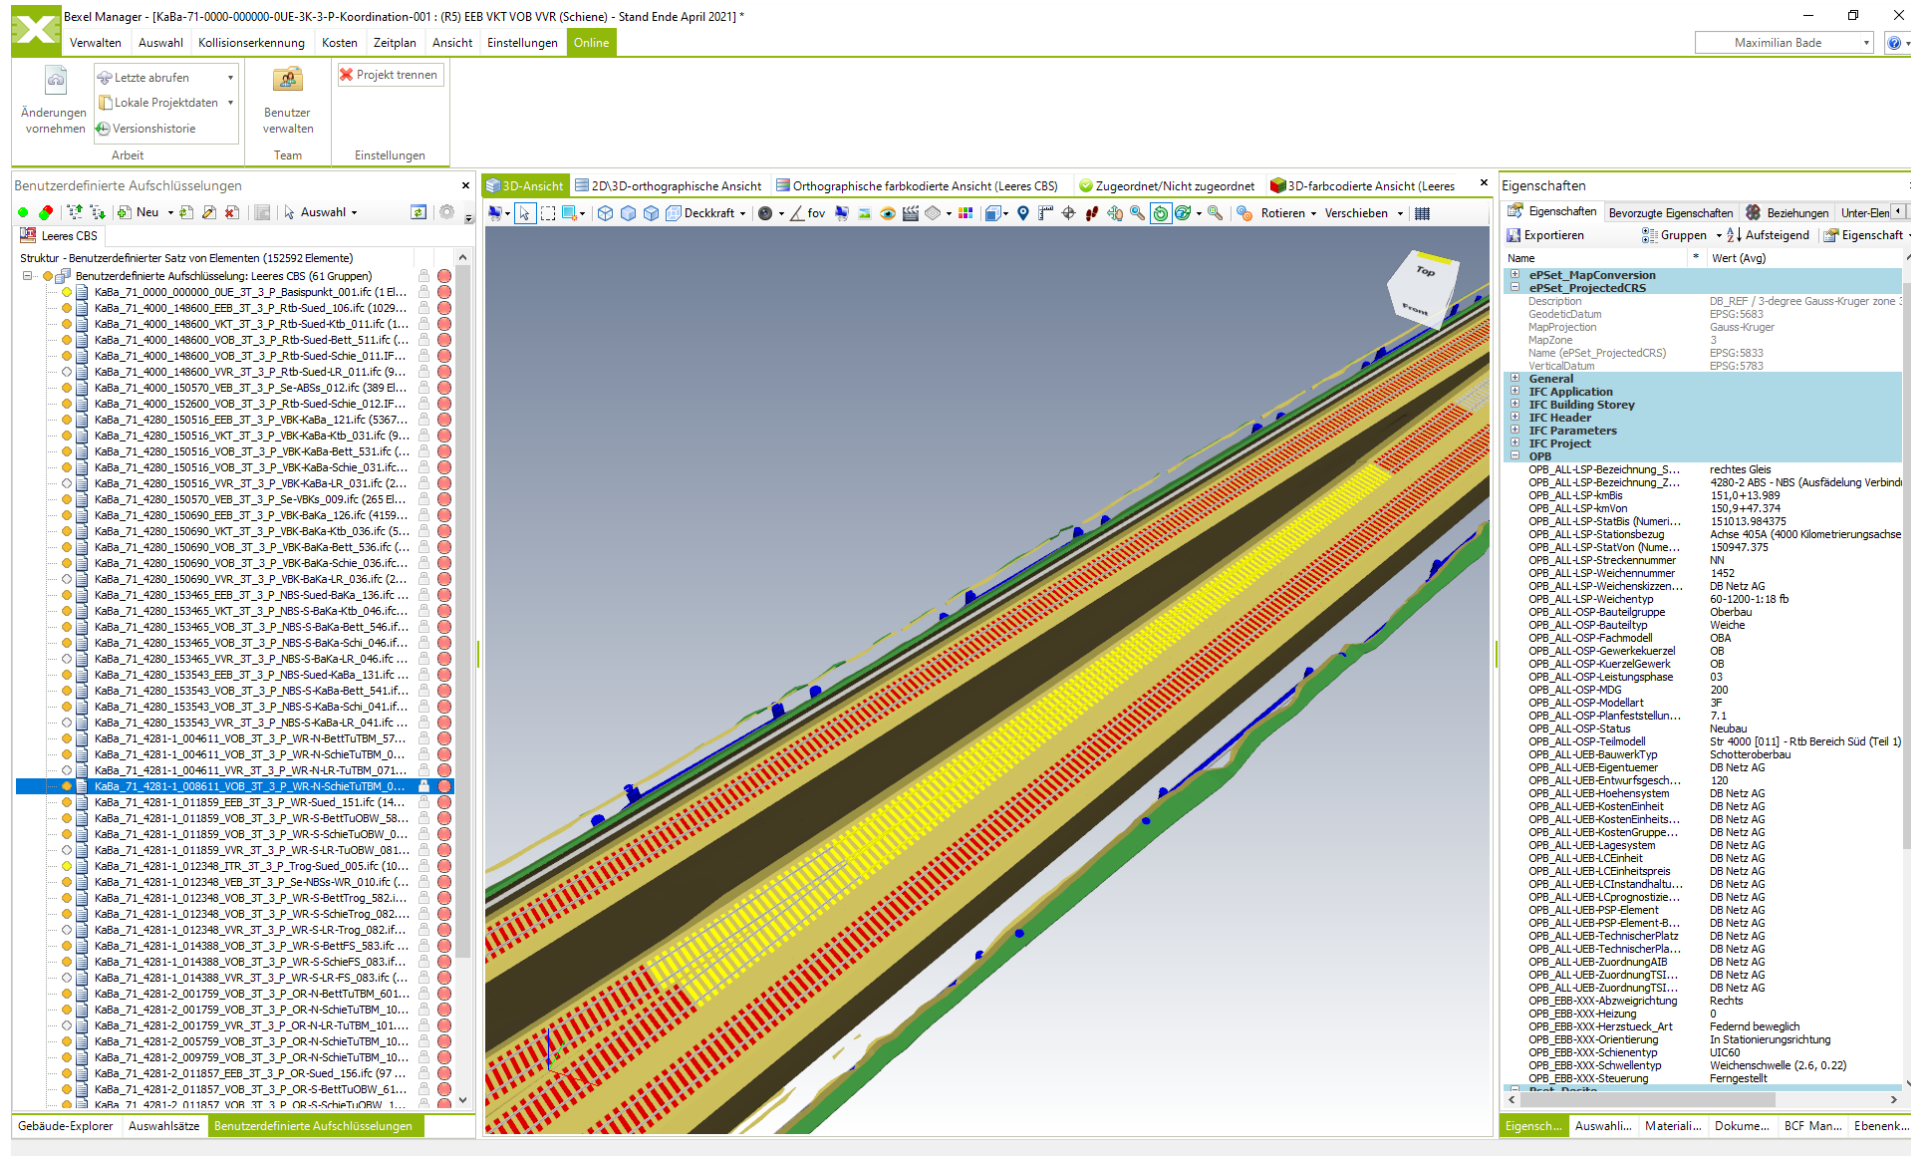 Bexel Manager - [KaBa-71-0000-000000-0UE-3K-3-P-Koordination-001 : (R5) EEB VKT VOB VVR (Schiene) - Stand Ende April 2021] *
Verwalten Auswahl Kollisionserkennung Kosten Zeitplan Ansicht Einstellungen Online
Maximilian Bade
Änderungen vornehmen
Letzte abrufen
Lokale Projektdaten
Versionshistorie
Benutzer verwalten
Projekt trennen
Arbeit Team Einstellungen
Benutzerdefinierte Aufschlüsselungen
Neu Auswahl
Leeres CBS
Struktur - Benutzerdefinierter Satz von Elementen (152592 Elemente)
Benutzerdefinierte Aufschlüsselung: Leeres CBS (61 Gruppen)
KaBa_71_0000_000000_0UE_3T_3_P_Basispunkt_001.ifc (1 El...
KaBa_71_4000_148600_EEB_3T_3_P_Rtb-Sued_106.ifc (1029...
KaBa_71_4000_148600_VKT_3T_3_P_Rtb-Sued-Ktb_011.ifc (1...
KaBa_71_4000_148600_VOB_3T_3_P_Rtb-Sued-Bett_511.ifc (...
KaBa_71_4000_148600_VOB_3T_3_P_Rtb-Sued-Schie_011.IF...
KaBa_71_4000_148600_VVR_3T_3_P_Rtb-Sued-LR_011.ifc (9...
KaBa_71_4000_150570_VEB_3T_3_P_Se-ABSs_012.ifc (389 El...
KaBa_71_4000_152600_VOB_3T_3_P_Rtb-Sued-Schie_012.IF...
KaBa_71_4280_150516_EEB_3T_3_P_VBK-KaBa_121.ifc (5367...
KaBa_71_4280_150516_VKT_3T_3_P_VBK-KaBa-Ktb_031.ifc (9...
KaBa_71_4280_150516_VOB_3T_3_P_VBK-KaBa-Bett_531.ifc (...
KaBa_71_4280_150516_VOB_3T_3_P_VBK-KaBa-Schie_031.ifc...
KaBa_71_4280_150516_VVR_3T_3_P_VBK-KaBa-LR_031.ifc (2...
KaBa_71_4280_150570_VEB_3T_3_P_Se-VBKs_009.ifc (265 El...
KaBa_71_4280_150690_EEB_3T_3_P_VBK-BaKa_126.ifc (4159...
KaBa_71_4280_150690_VKT_3T_3_P_VBK-BaKa-Ktb_036.ifc (5...
KaBa_71_4280_150690_VOB_3T_3_P_VBK-BaKa-Bett_536.ifc (...
KaBa_71_4280_150690_VOB_3T_3_P_VBK-BaKa-Schie_036.ifc...
KaBa_71_4280_150690_VVR_3T_3_P_VBK-BaKa-LR_036.ifc (2...
KaBa_71_4280_153465_EEB_3T_3_P_NBS-Sued-BaKa_136.ifc (...
KaBa_71_4280_153465_VKT_3T_3_P_NBS-S-BaKa-Ktb_046.ifc...
KaBa_71_4280_153465_VOB_3T_3_P_NBS-S-BaKa-Bett_546.if...
KaBa_71_4280_153465_VOB_3T_3_P_NBS-S-BaKa-Schi_046.if...
KaBa_71_4280_153465_VVR_3T_3_P_NBS-S-BaKa-LR_046.ifc ...
KaBa_71_4280_153543_EEB_3T_3_P_NBS-Sued-KaBa_131.ifc (...
KaBa_71_4280_153543_VOB_3T_3_P_NBS-S-KaBa-Bett_541.if...
KaBa_71_4280_153543_VOB_3T_3_P_NBS-S-KaBa-Schi_041.if...
KaBa_71_4280_153543_VVR_3T_3_P_NBS-S-KaBa-LR_041.ifc ...
KaBa_71_4281-1_004611_VOB_3T_3_P_WR-N-BettTuTBM_57...
KaBa_71_4281-1_004611_VOB_3T_3_P_WR-N-SchieTuTBM_0...
KaBa_71_4281-1_004611_VVR_3T_3_P_WR-N-LR-TuTBM_071...
KaBa_71_4281-1_008611_VOB_3T_3_P_WR-N-SchieTuTBM_0...
KaBa_71_4281-1_011859_EEB_3T_3_P_WR-Sued_151.ifc (14...
KaBa_71_4281-1_011859_VOB_3T_3_P_WR-S-BettTuOBW_58...
KaBa_71_4281-1_011859_VOB_3T_3_P_WR-S-SchieTuOBW_0...
KaBa_71_4281-1_011859_VVR_3T_3_P_WR-S-LR-TuOBW_081...
KaBa_71_4281-1_012348_ITR_3T_3_P_Trog-Sued_005.ifc (10...
KaBa_71_4281-1_012348_VEB_3T_3_P_Se-NBSs-WR_010.ifc (...
KaBa_71_4281-1_012348_VOB_3T_3_P_WR-S-BettTrog_582.i...
KaBa_71_4281-1_012348_VOB_3T_3_P_WR-S-SchieTrog_082....
KaBa_71_4281-1_012348_VVR_3T_3_P_WR-S-LR-Trog_082.if...
KaBa_71_4281-1_014388_VOB_3T_3_P_WR-S-BettFS_583.ifc ...
KaBa_71_4281-1_014388_VOB_3T_3_P_WR-S-SchieFS_083.if...
KaBa_71_4281-1_014388_VVR_3T_3_P_WR-S-LR-FS_083.ifc (...
KaBa_71_4281-2_001759_VOB_3T_3_P_OR-N-BettTuTBM_601...
KaBa_71_4281-2_001759_VOB_3T_3_P_OR-N-SchieTuTBM_10...
KaBa_71_4281-2_001759_VVR_3T_3_P_OR-N-LR-TuTBM_101....
KaBa_71_4281-2_005759_VOB_3T_3_P_OR-N-SchieTuTBM_10...
KaBa_71_4281-2_009759_VOB_3T_3_P_OR-N-SchieTuTBM_10...
KaBa_71_4281-2_011857_EEB_3T_3_P_OR-Sued_156.ifc (97 ...
KaBa_71_4281-2_011857_VOB_3T_3_P_OR-S-BettTuOBW_61...
KaBa_71_4281-2_011857_VOB_3T_3_P_OR-S-SchieTuOBW_1...
Gebäude-Explorer Auswahlsätze Benutzerdefinierte Aufschlüsselungen
3D-Ansicht 2D\3D-orthographische Ansicht Orthographische farbkodierte Ansicht (Leeres CBS) Zugeordnet/Nicht zugeordnet 3D-farbcodierte Ansicht (Leeres
Deckkraft fov Rotieren Verschieben
Top
Front
Eigenschaften
Eigenschaften Bevorzugte Eigenschaften Beziehungen Unter-Elen
Exportieren Gruppen Aufsteigend Eigenschaft
Name * Wert (Avg)
ePSet_MapConversion
ePSet_ProjectedCRS
Description DB_REF / 3-degree Gauss-Kruger zone 3
GeodeticDatum EPSG:5683
MapProjection Gauss-Kruger
MapZone 3
Name (ePSet_ProjectedCRS) EPSG:5833
VerticalDatum EPSG:5783
General
IFC Application
IFC Building Storey
IFC Header
IFC Parameters
IFC Project
OPB
OPB_ALL-LSP-Bezeichnung_S... rechtes Gleis
OPB_ALL-LSP-Bezeichnung_Z... 4280-2 ABS - NBS (Ausfädelung Verbind
OPB_ALL-LSP-kmBis 151,0+13.989
OPB_ALL-LSP-kmVon 150,9+47.374
OPB_ALL-LSP-StatBis (Numeri... 151013.984375
OPB_ALL-LSP-Stationsbezug Achse 405A (4000 Kilometrierungsachse
OPB_ALL-LSP-StatVon (Nume... 150947.375
OPB_ALL-LSP-Streckennummer NN
OPB_ALL-LSP-Weichennummer 1452
OPB_ALL-LSP-Weichenskizzen... DB Netz AG
OPB_ALL-LSP-Weichentyp 60-1200-1:18 fb
OPB_ALL-OSP-Bauteilgruppe Oberbau
OPB_ALL-OSP-Bauteiltyp Weiche
OPB_ALL-OSP-Fachmodell OBA
OPB_ALL-OSP-Gewerkekuerzel OB
OPB_ALL-OSP-KuerzelGewerk OB
OPB_ALL-OSP-Leistungsphase 03
OPB_ALL-OSP-MDG 200
OPB_ALL-OSP-Modellart 3F
OPB_ALL-OSP-Planfeststellun... 7.1
OPB_ALL-OSP-Status Neubau
OPB_ALL-OSP-Teilmodell Str 4000 [011] - Rtb Bereich Süd (Teil 1)
OPB_ALL-UEB-BauwerkTyp Schotteroberbau
OPB_ALL-UEB-Eigentuemer DB Netz AG
OPB_ALL-UEB-Entwurfsgesch... 120
OPB_ALL-UEB-Hoehensystem DB Netz AG
OPB_ALL-UEB-KostenEinheit DB Netz AG
OPB_ALL-UEB-KostenEinheits... DB Netz AG
OPB_ALL-UEB-KostenGruppe... DB Netz AG
OPB_ALL-UEB-Lagesystem DB Netz AG
OPB_ALL-UEB-LCEinheit DB Netz AG
OPB_ALL-UEB-LCEinheitspreis DB Netz AG
OPB_ALL-UEB-LCInstandhaltu... DB Netz AG
OPB_ALL-UEB-LCprognostizie... DB Netz AG
OPB_ALL-UEB-PSP-Element DB Netz AG
OPB_ALL-UEB-PSP-Element-B... DB Netz AG
OPB_ALL-UEB-TechnischerPlatz DB Netz AG
OPB_ALL-UEB-TechnischerPla... DB Netz AG
OPB_ALL-UEB-ZuordnungAIB DB Netz AG
OPB_ALL-UEB-ZuordnungTSI... DB Netz AG
OPB_ALL-UEB-ZuordnungTSI... DB Netz AG
OPB_EBB-XXX-Abzweigrichtung Rechts
OPB_EBB-XXX-Heizung 0
OPB_EBB-XXX-Herzstueck_Art Federnd beweglich
OPB_EBB-XXX-Orientierung In Stationierungsrichtung
OPB_EBB-XXX-Schienentyp UIC60
OPB_EBB-XXX-Schwellentyp Weichenschwelle (2.6, 0.22)
OPB_EBB-XXX-Steuerung Ferngestellt
Eigensch... Auswahli... Materiali... Dokume... BCF Man... Ebenenk...